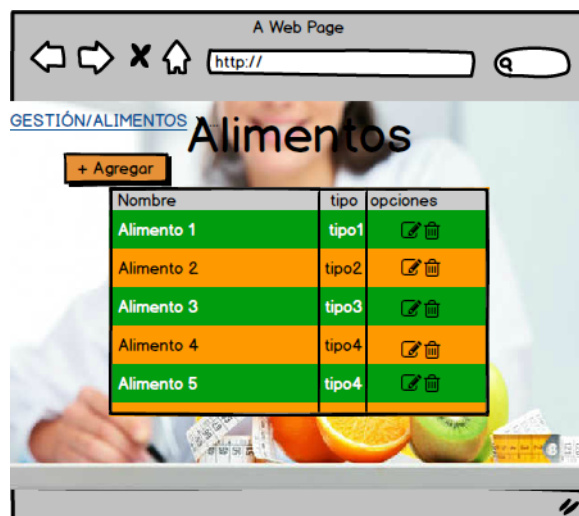 A Web Page
http://
GESTIÓN/ALIMENTOS
Alimentos
+ Agregar
Nombre tipo opciones
Alimento 1 tipo1
Alimento 2 tipo2
Alimento 3 tipo3
Alimento 4 tipo4
Alimento 5 tipo4